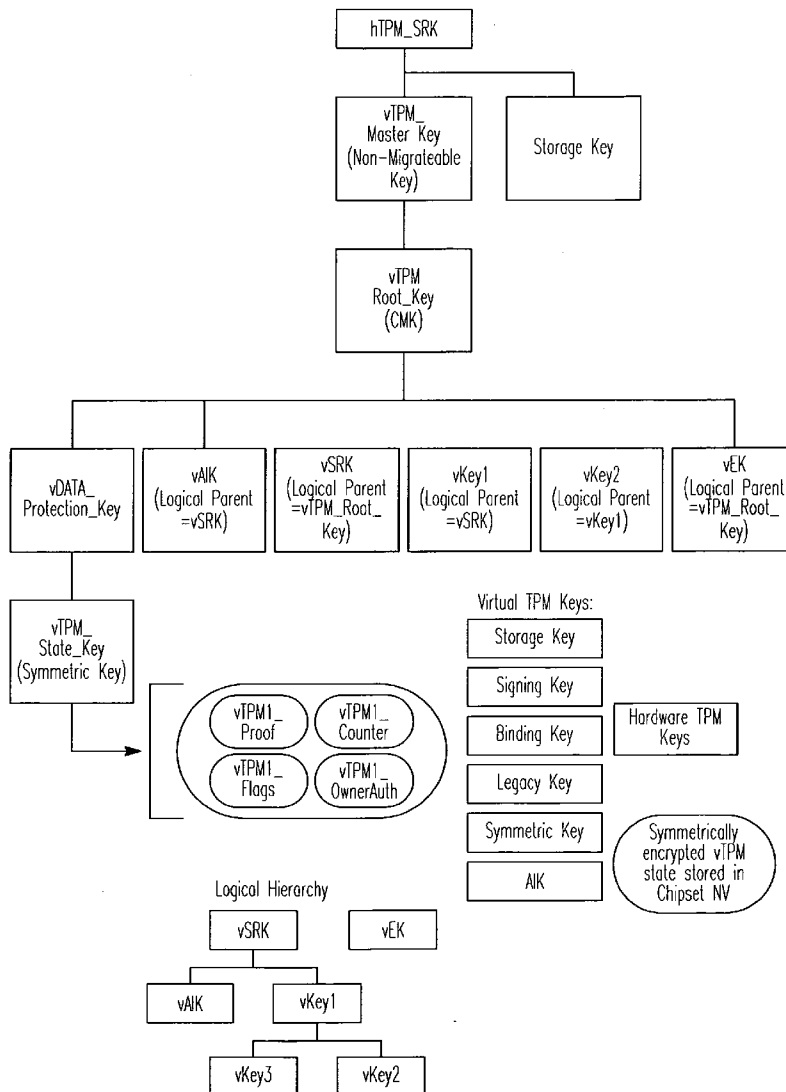 hTPM_SRK
vTPM_
Master Key
(Non-Migrateable
Key)
Storage Key
vTPM
Root_Key
(CMK)
vDATA_
Protection_Key
vAIK
(Logical Parent
=vSRK)
vSRK
(Logical Parent
=vTPM_Root_
Key)
vKey1
(Logical Parent
=vSRK)
vKey2
(Logical Parent
=vKey1)
vEK
(Logical Parent
=vTPM_Root_
Key)
vTPM_
State_Key
(Symmetric Key)
vTPM1_
Proof
vTPM1_
Counter
vTPM1_
Flags
vTPM1_
OwnerAuth
Virtual TPM Keys:
Storage Key
Signing Key
Binding Key
Legacy Key
Symmetric Key
AIK
Hardware TPM
Keys
Symmetrically
encrypted vTPM
state stored in
Chipset NV
Logical Hierarchy
vSRK
vEK
vAIK
vKey1
vKey3
vKey2